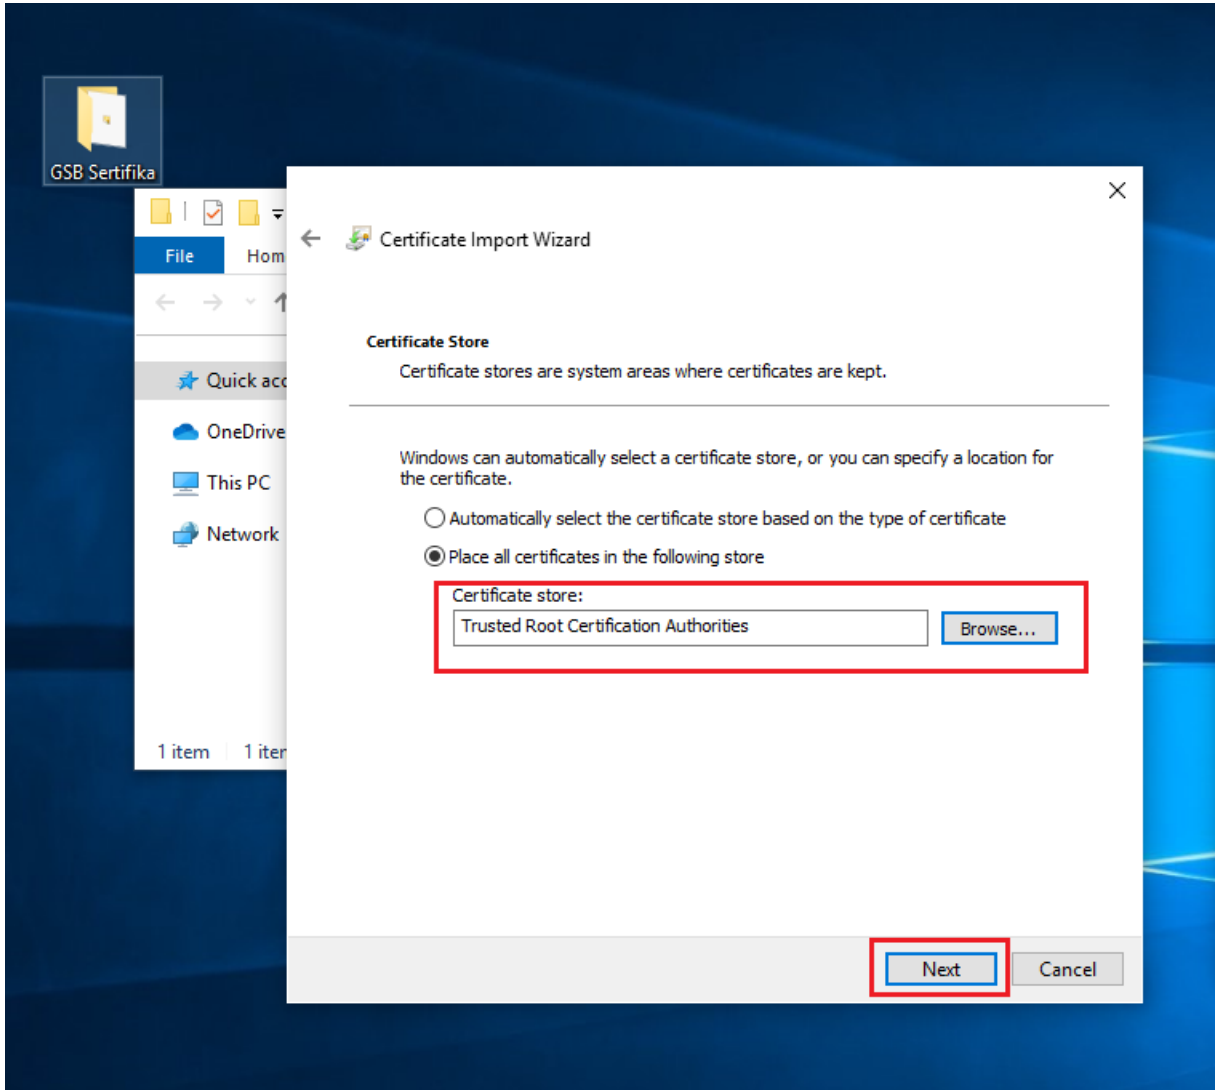 GSB Sertifika
File
Hom
Quick acc
OneDrive
This PC
Network
1 item
1 iter
Certificate Import Wizard
Certificate Store
Certificate stores are system areas where certificates are kept.
Windows can automatically select a certificate store, or you can specify a location for
the certificate.
Automatically select the certificate store based on the type of certificate
Place all certificates in the following store
Certificate store:
Trusted Root Certification Authorities
Browse...
Next
Cancel